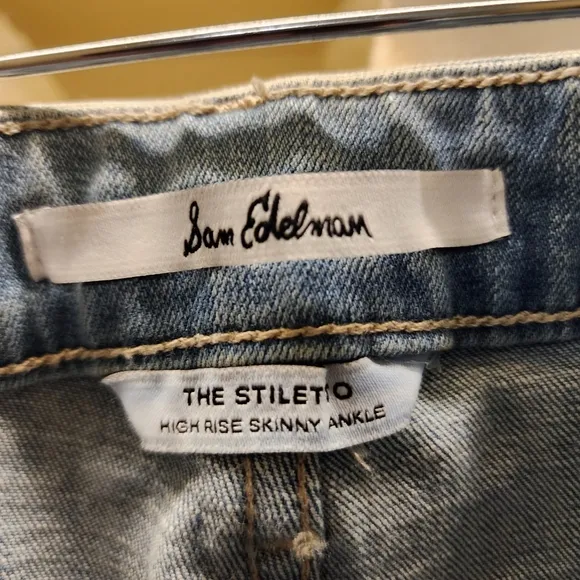 Sam Edelman
THE STILETTO
HIGH RISE SKINNY ANKLE